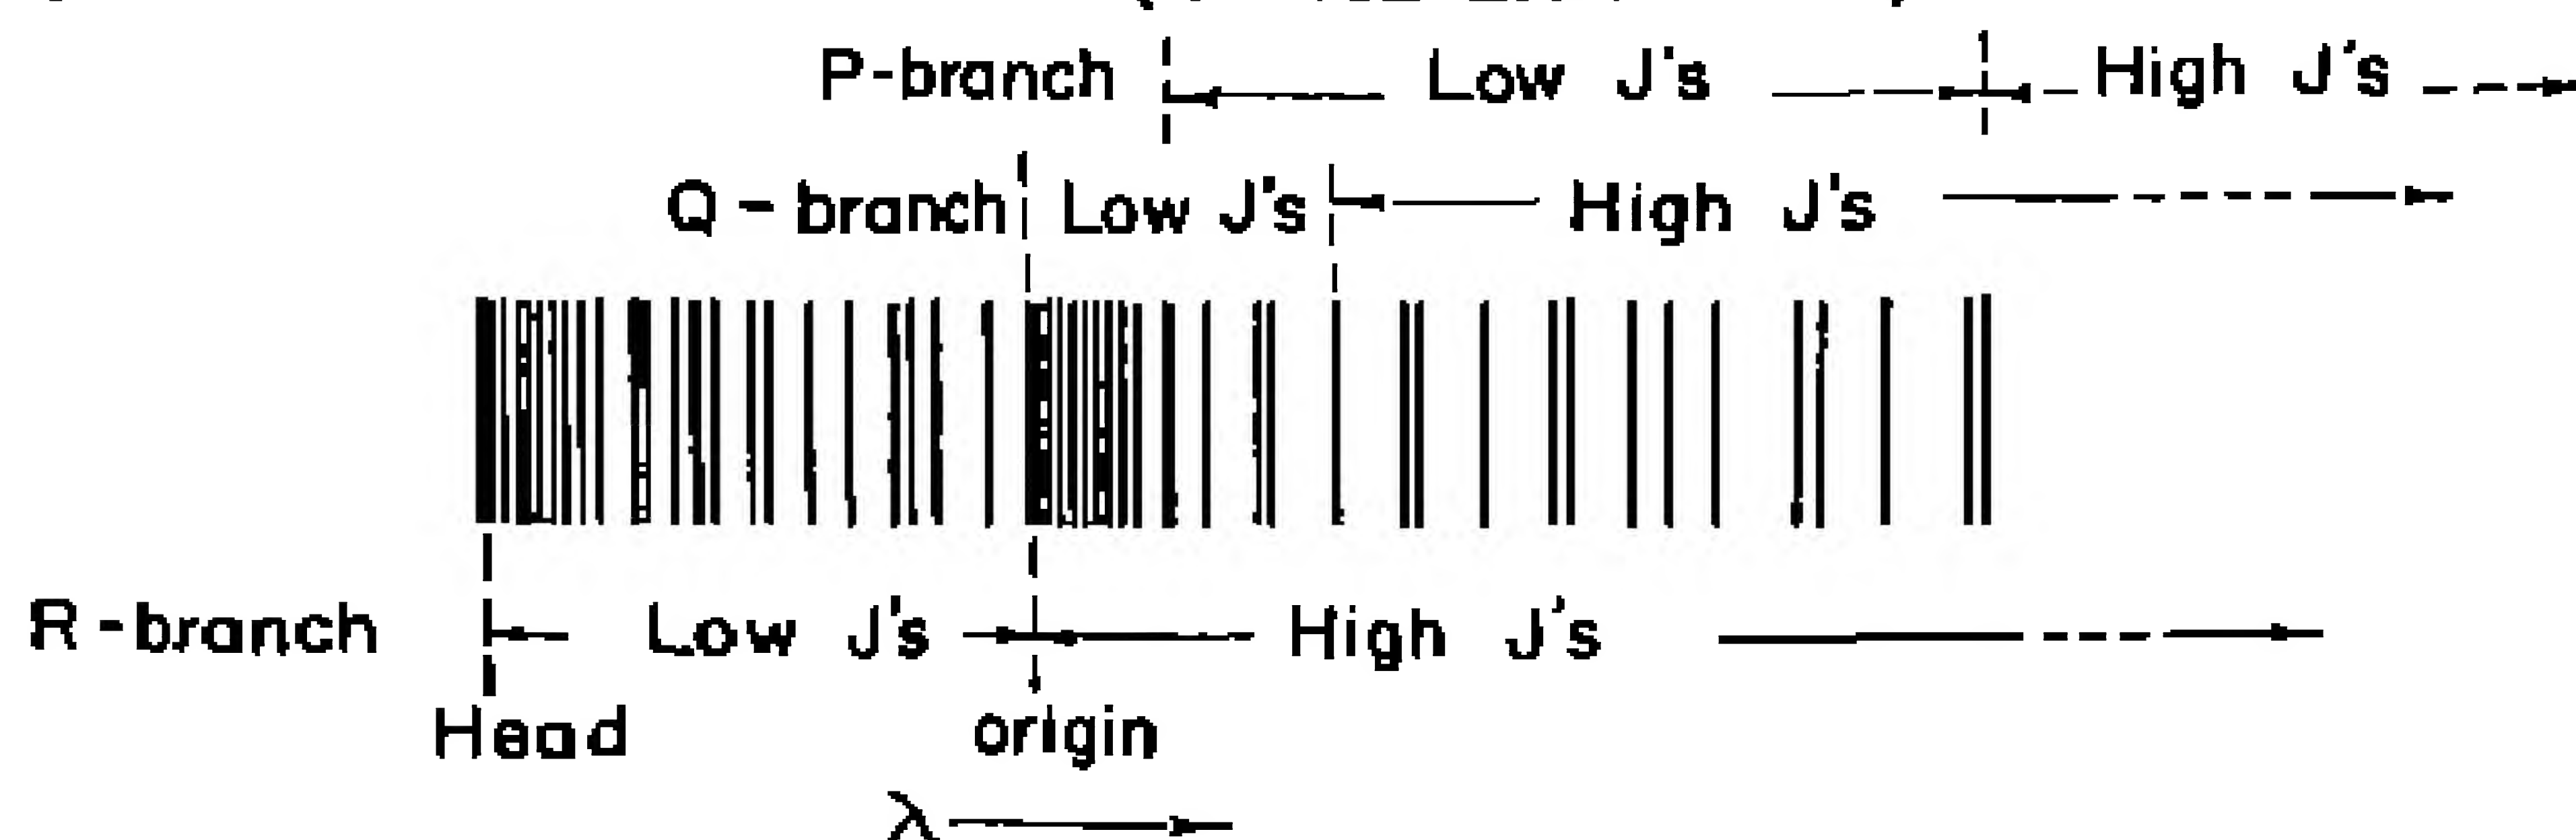 P-branch Low J's High J's
Q - branch Low J's High J's
R - branch Low J's High J's
Head origin
λ